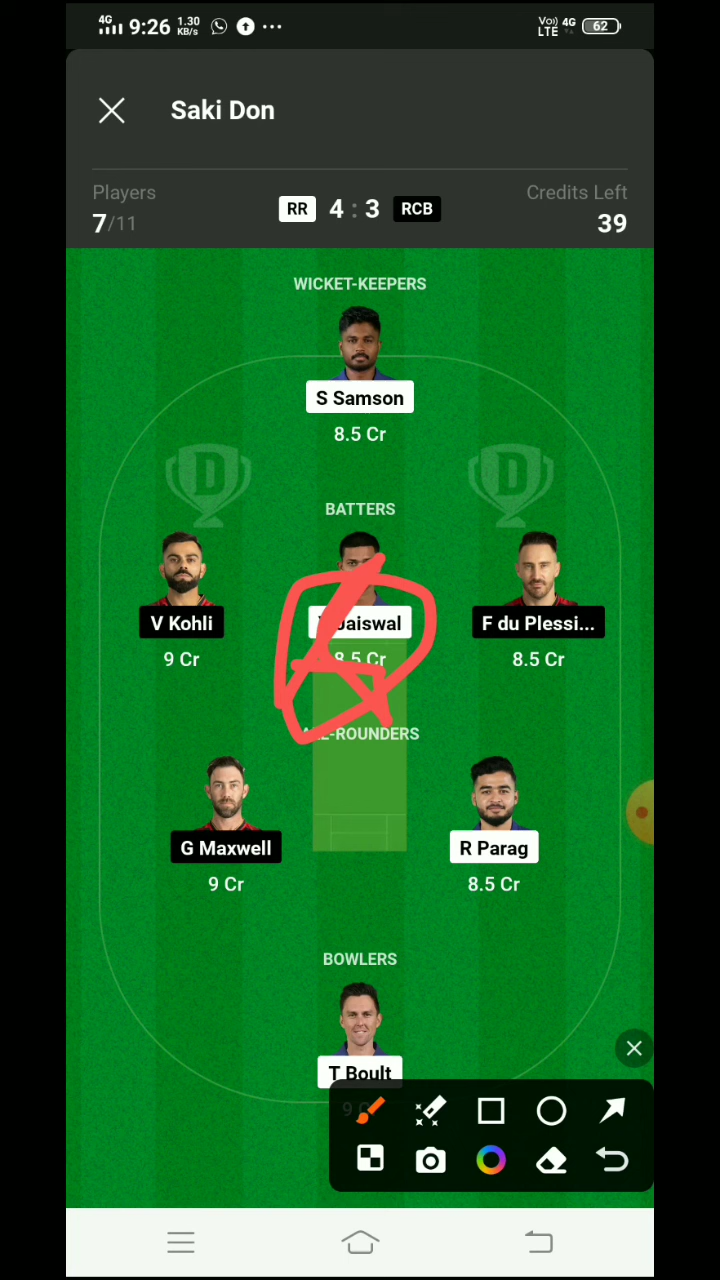 4G 9:26 1.30 KB/s Vo) LTE 4G 62
Saki Don
Players Credits Left
7/11 RR 4 : 3 RCB 39
WICKET-KEEPERS
S Samson
8.5 Cr
D D
BATTERS
V Kohli Jaiswal F du Plessi...
9 Cr 8.5 Cr 8.5 Cr
ALL-ROUNDERS
G Maxwell R Parag
9 Cr 8.5 Cr
BOWLERS
T Boult
9